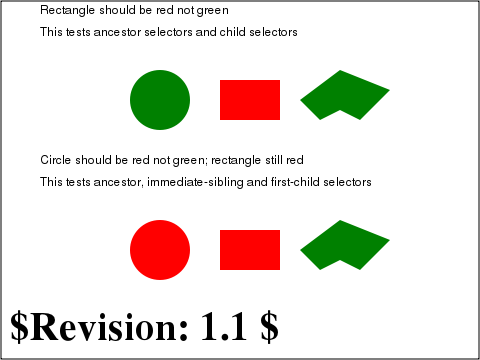 Rectangle should be red not green
This tests ancestor selectors and child selectors
Circle should be red not green; rectangle still red
This tests ancestor, immediate-sibling and first-child selectors
$Revision: 1.1 $